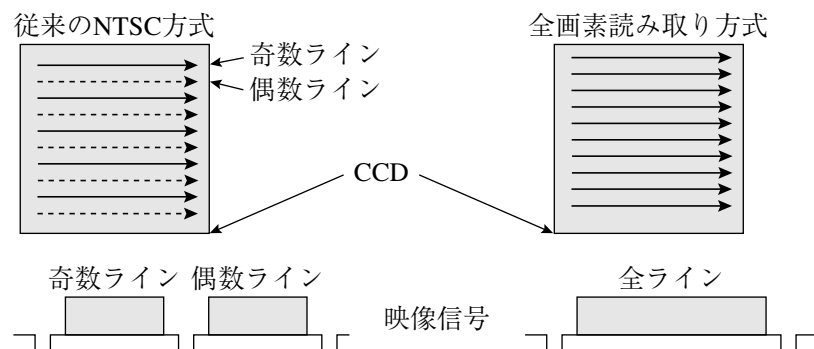 従来のNTSC方式
全画素読み取り方式
奇数ライン
偶数ライン
CCD
奇数ライン 偶数ライン
全ライン
映像信号